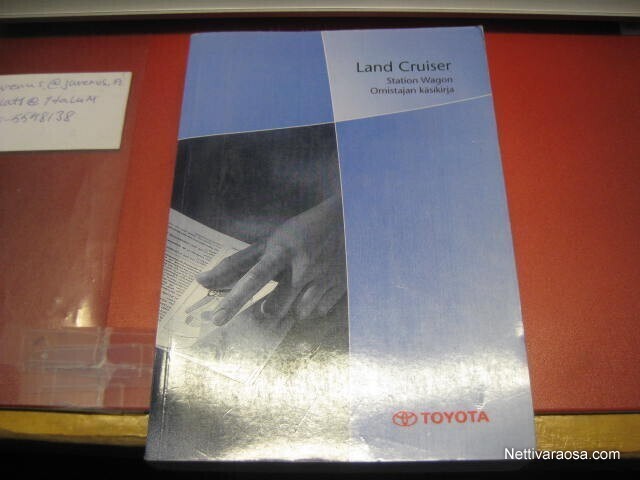 Land Cruiser
Station Wagon
Omistajan käsikirja
TOYOTA
Nettivaraosa.com